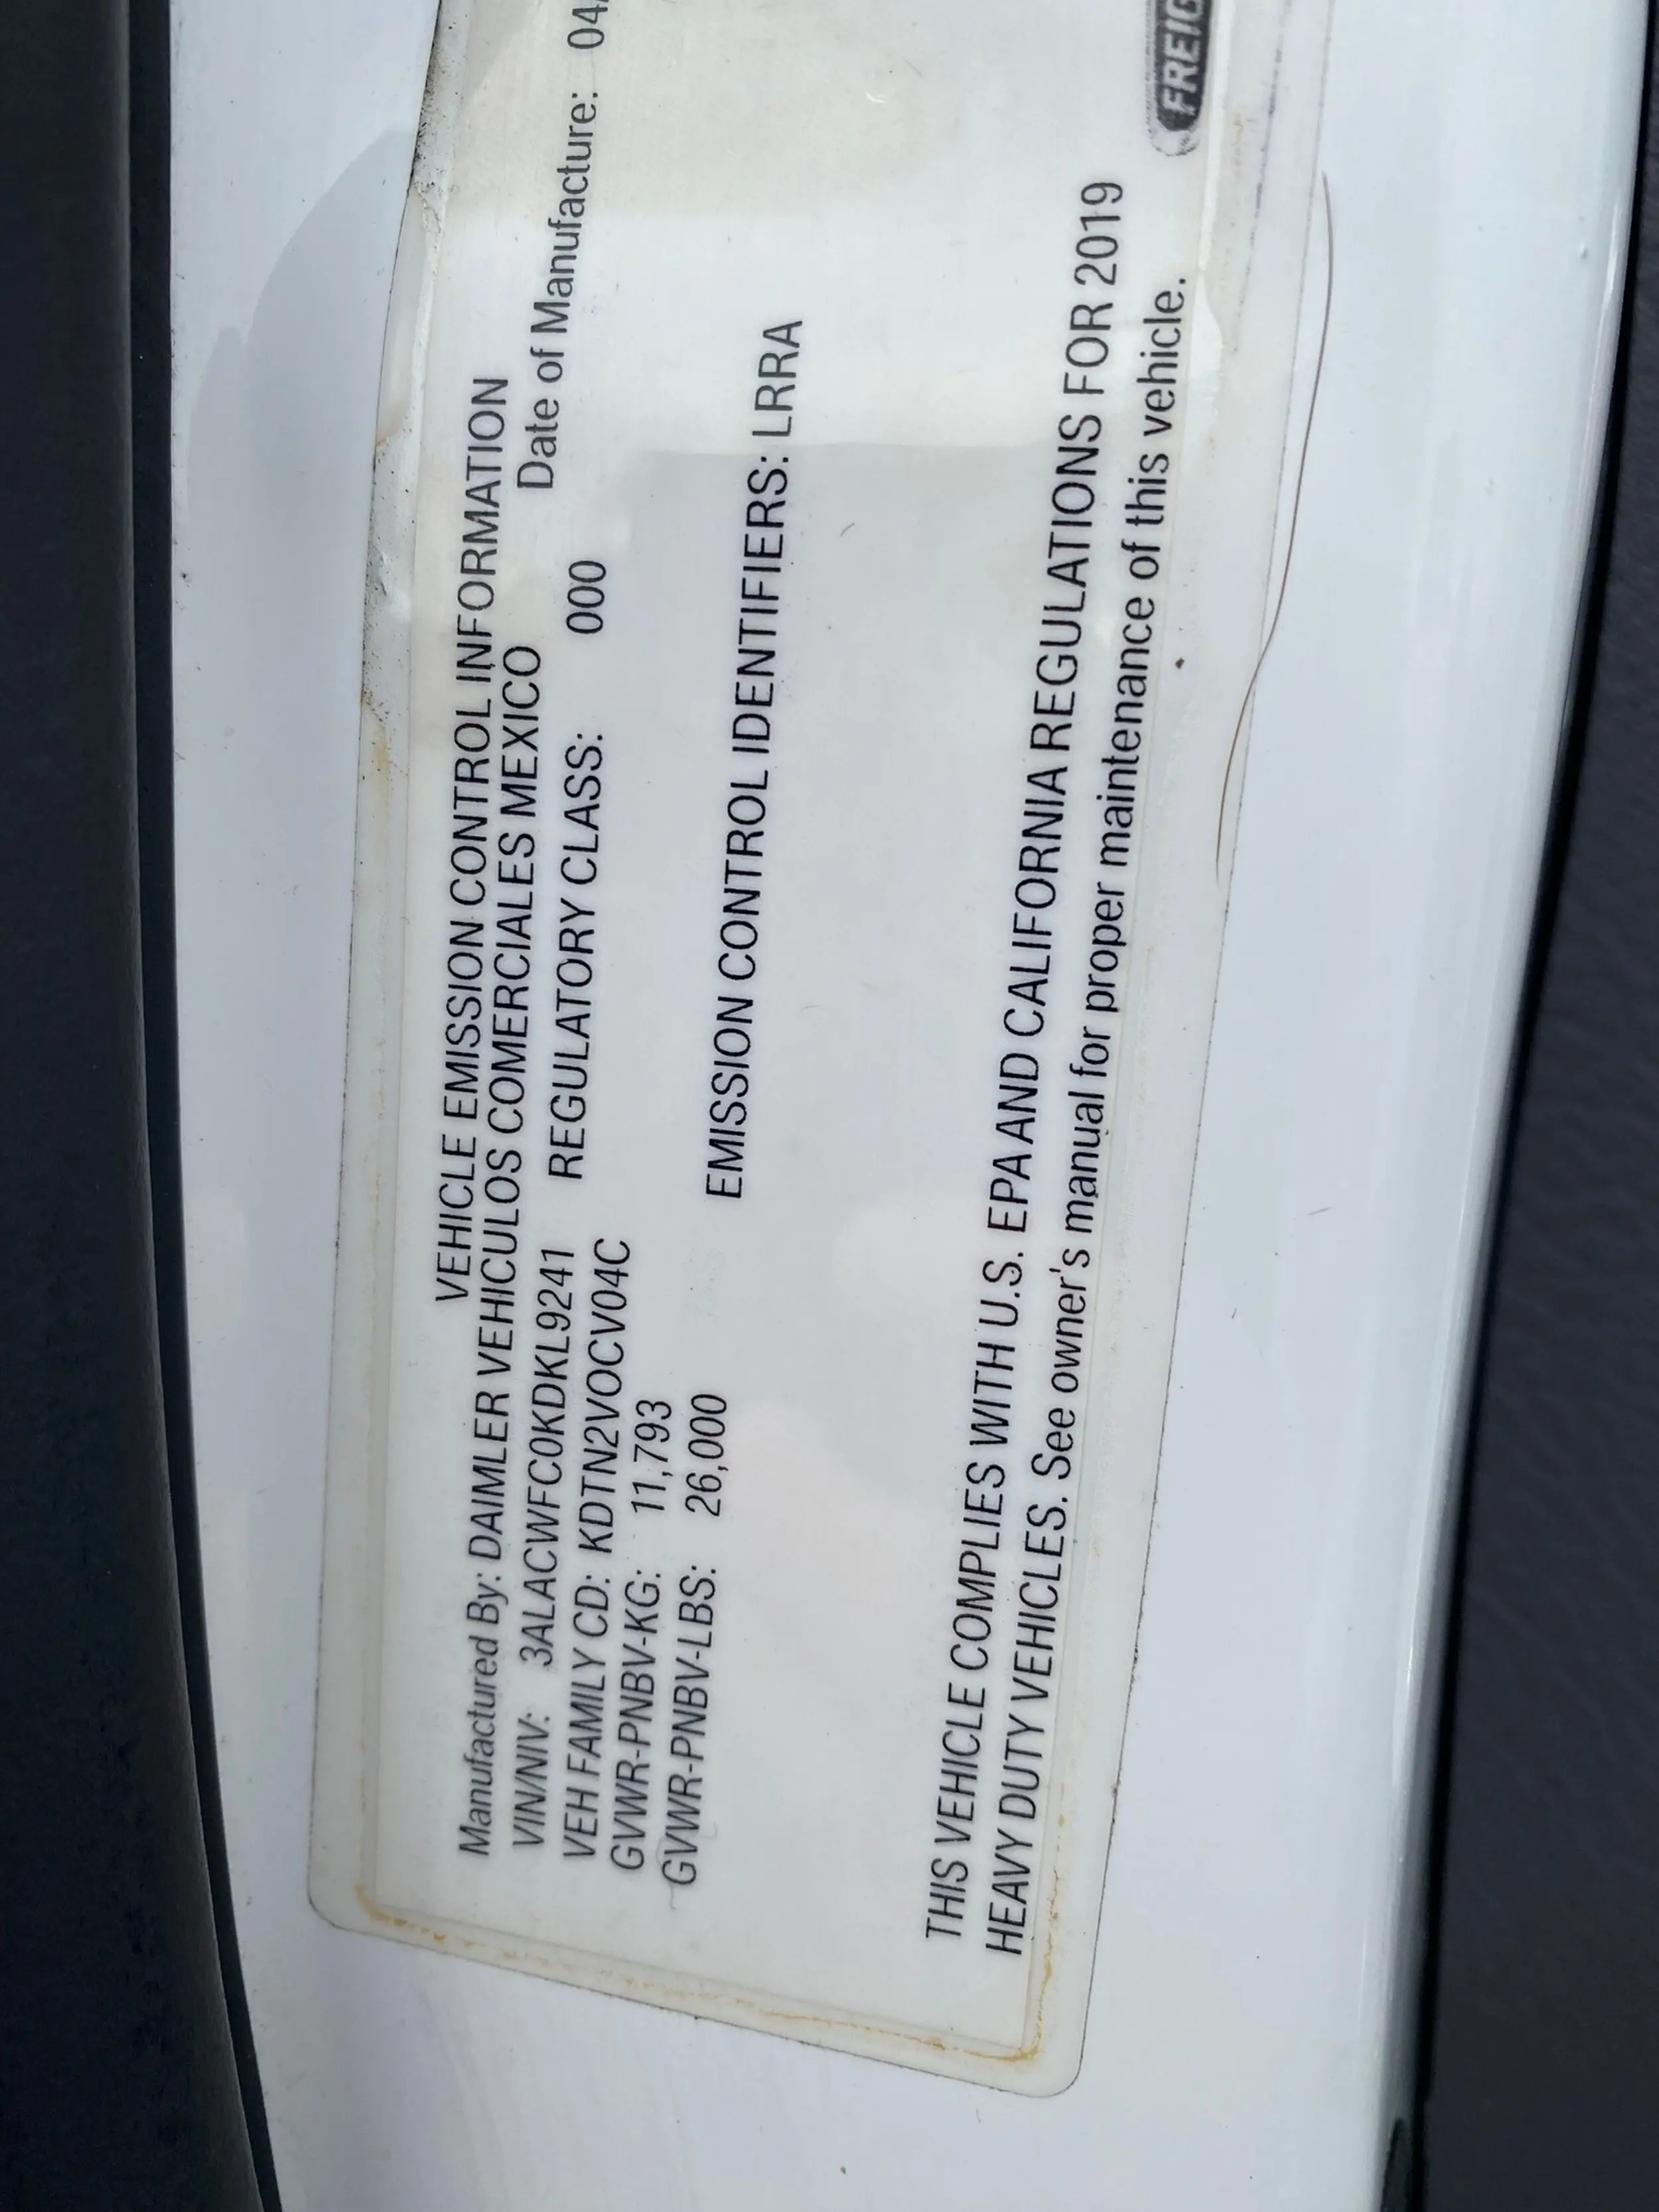 VEHICLE EMISSION CONTROL INFORMATION
Manufactured By: DAIMLER VEHICULOS COMERCIALES MEXICO
VIN/NIV: 3ALACWFC0KDKL9241 REGULATORY CLASS: 000 Date of Manufacture: 04/
VEH FAMILY CD: KDTN2VOCV04C
GVWR-PNBV-KG: 11,793
GVWR-PNBV-LBS: 26,000
EMISSION CONTROL IDENTIFIERS: LRRA
THIS VEHICLE COMPLIES WITH U.S. EPA AND CALIFORNIA REGULATIONS FOR 2019
HEAVY DUTY VEHICLES. See owner's manual for proper maintenance of this vehicle.
FREIG